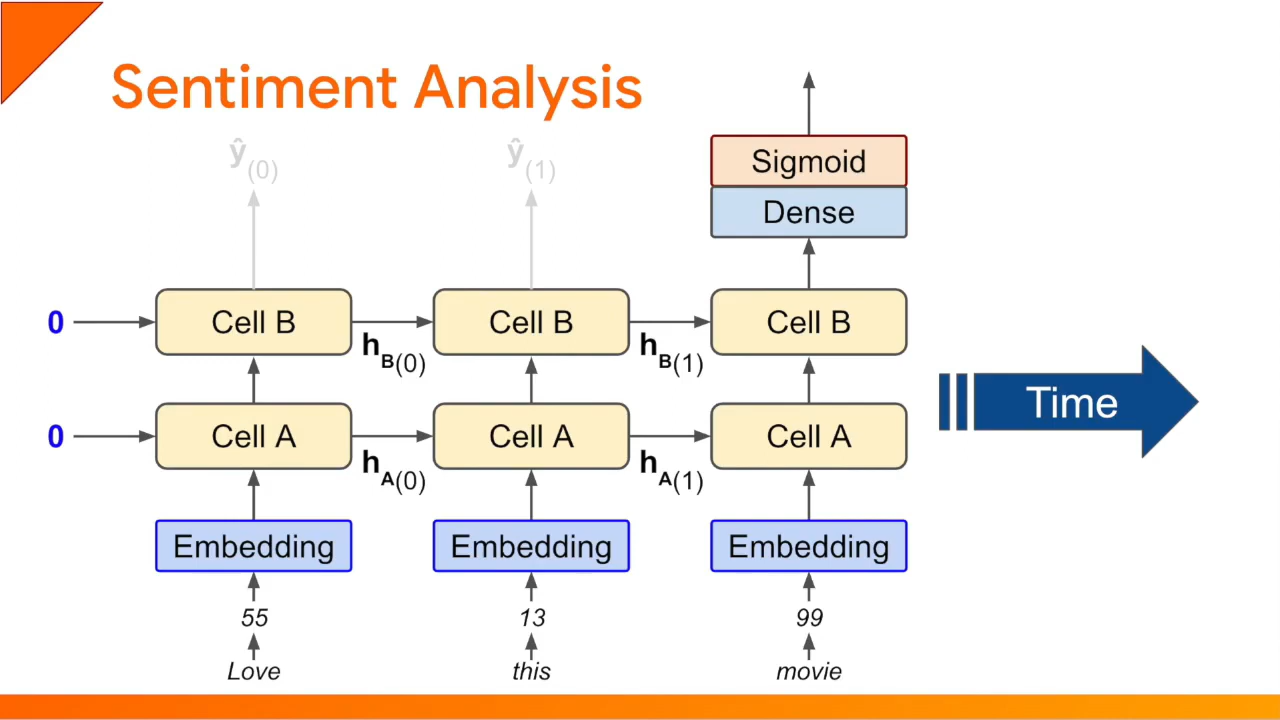 Sentiment Analysis
ŷ(0)
ŷ(1)
Sigmoid
Dense
0
Cell B
hB(0)
Cell B
hB(1)
Cell B
0
Cell A
hA(0)
Cell A
hA(1)
Cell A
Time
Embedding
Embedding
Embedding
55
13
99
Love
this
movie